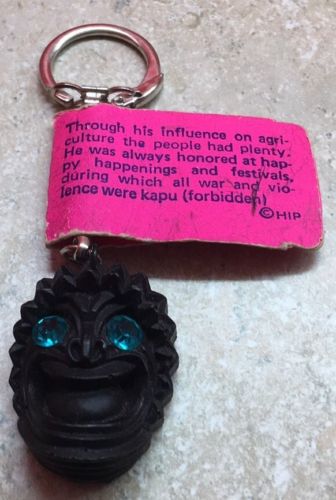 Through his influence on agri-
culture the people had plenty.
He was always honored at hap-
py happenings and festivals,
during which all war and vio-
lence were kapu (forbidden)
©HIP